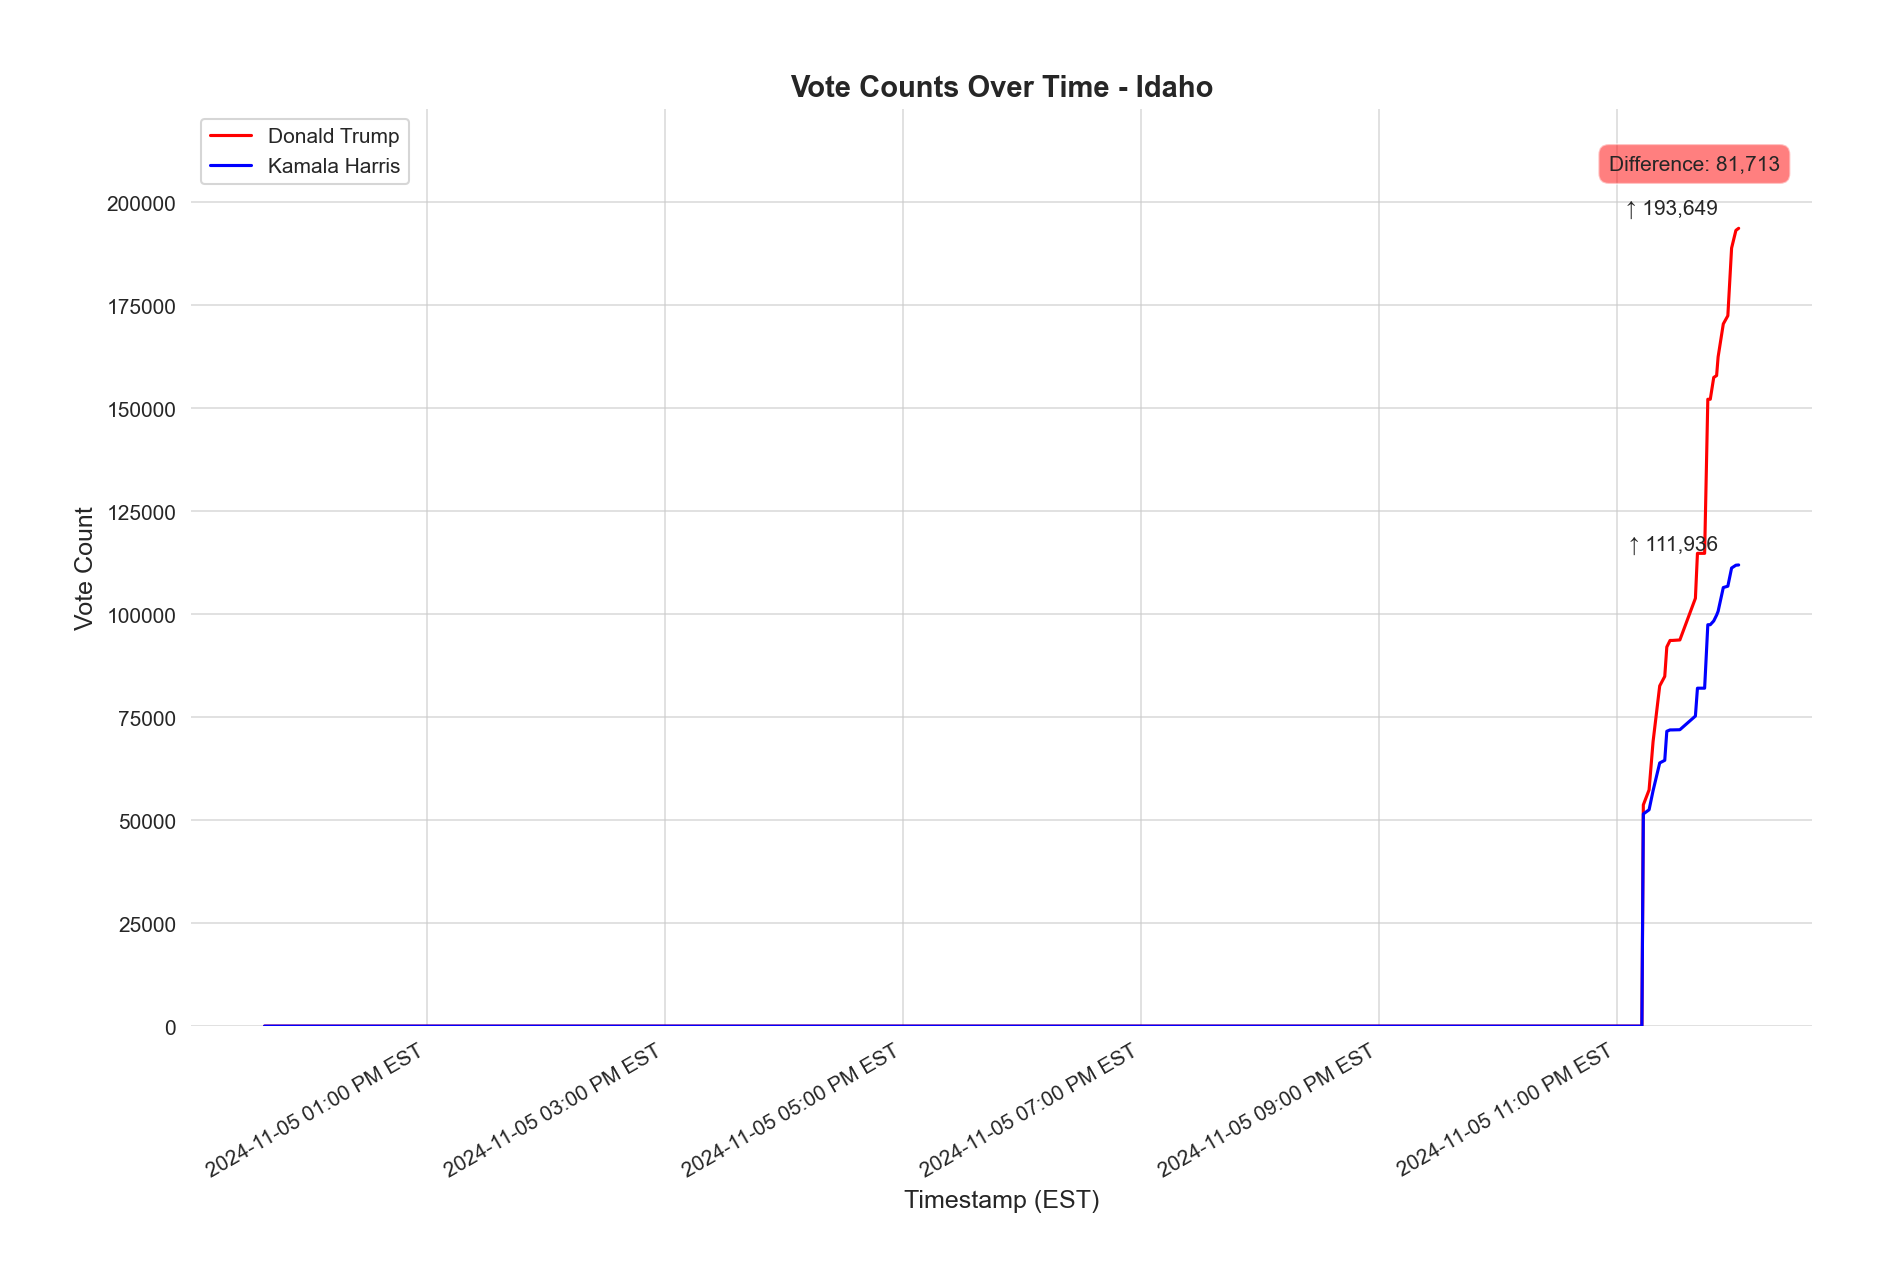 Vote Counts Over Time - Idaho
Donald Trump
Kamala Harris
Difference: 81,713
↑ 193,649
↑ 111,936
Vote Count
200000
175000
150000
125000
100000
75000
50000
25000
0
2024-11-05 01:00 PM EST
2024-11-05 03:00 PM EST
2024-11-05 05:00 PM EST
2024-11-05 07:00 PM EST
2024-11-05 09:00 PM EST
2024-11-05 11:00 PM EST
Timestamp (EST)